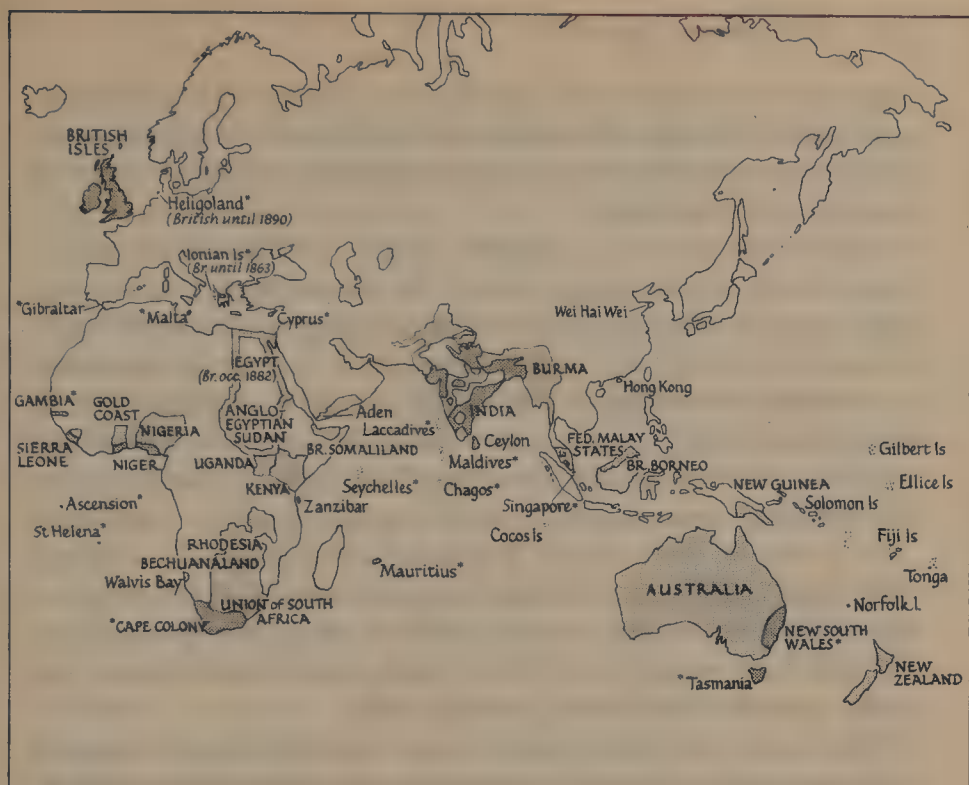 BRITISH
ISLES
Heligoland*
(British until 1890)
Ionian Is*
(Br. until 1863)
*Gibraltar
*Malta*
Cyprus*
Wei Hai Wei
EGYPT
(Br. occ. 1882)
BURMA
Hong Kong
GAMBIA*
GOLD
COAST
NIGERIA
ANGLO-
EGYPTIAN
SUDAN
Aden
Laccadives*
INDIA
Ceylon
FED. MALAY
STATES
SIERRA
LEONE
NIGER
UGANDA
BR. SOMALILAND
Maldives*
BR. BORNEO
Gilbert Is
KENYA
Seychelles*
Chagos*
NEW GUINEA
Ellice Is
Ascension*
Zanzibar
Singapore*
Solomon Is
St Helena*
Cocos Is
Fiji Is
RHODESIA
BECHUANALAND
Mauritius*
Tonga
Walvis Bay
AUSTRALIA
UNION of SOUTH
AFRICA
Norfolk I.
*CAPE COLONY
NEW SOUTH
WALES*
NEW
ZEALAND
*Tasmania